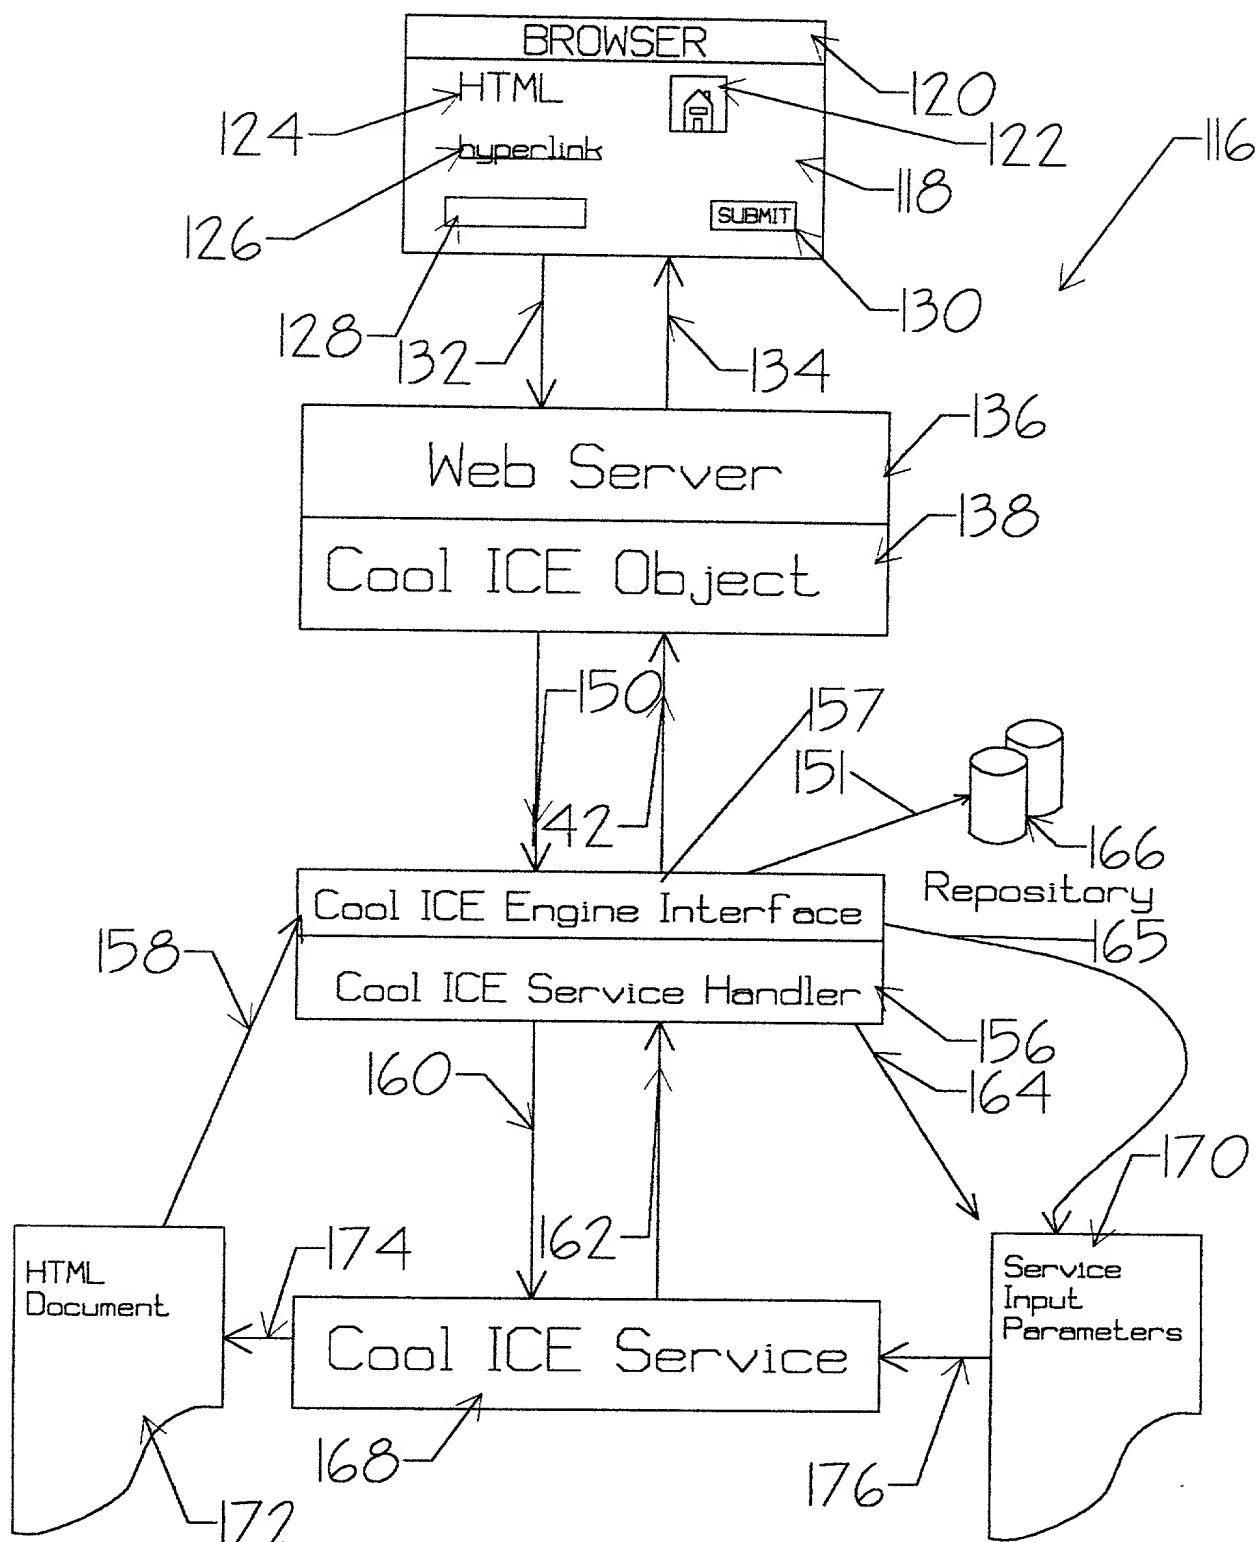 BROWSER
HTML
120
124
122
116
hyperlink
118
SUBMIT
126
130
128
132
134
136
Web Server
138
Cool ICE Object
150
157
151
42
166
Repository
Cool ICE Engine Interface
165
158
Cool ICE Service Handler
156
160
164
170
174
162
HTML
Document
Service
Input
Parameters
Cool ICE Service
168
176
172